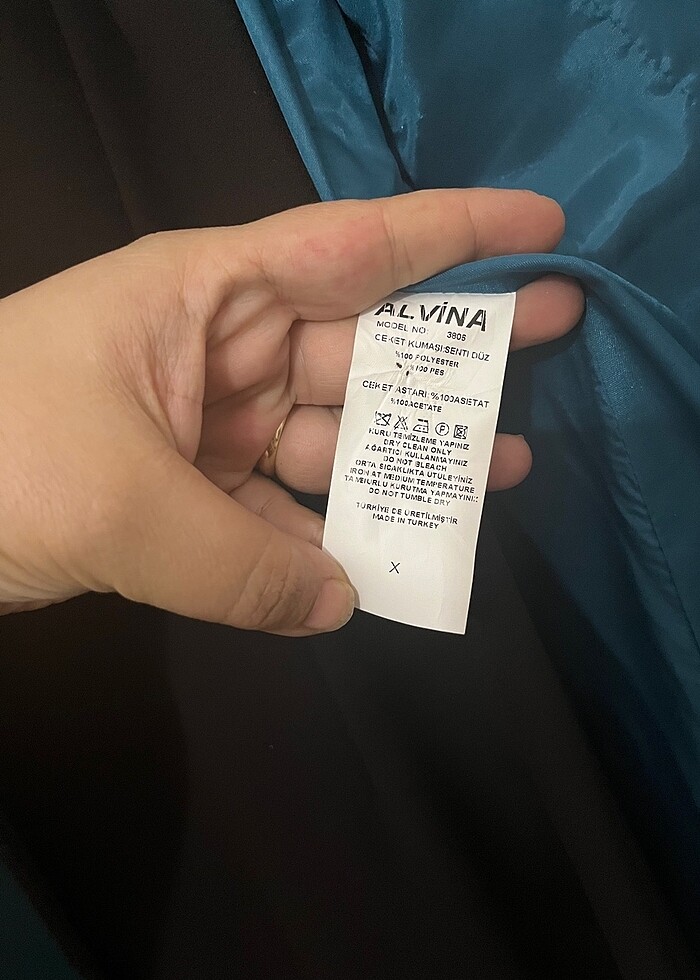 ALVİNA
MODEL NO: 3805
CEKET KUMAŞI:SENTI DÜZ
%100 POLYESTER
%100 PES
CEKET ASTARI:%100ASETAT
%100ACETATE
P
KURU TEMİZLEME YAPINIZ
DRY CLEAN ONLY
AĞARTICI KULLANMAYINIZ
DO NOT BLEACH
ORTA SICAKLIKTA ÜTÜLEYİNİZ
IRON AT MEDIUM TEMPERATURE
TAMBURLU KURUTMA YAPMAYINIZ
DO NOT TUMBLE DRY
TÜRKİYE DE ÜRETİLMİŞTİR
MADE IN TURKEY
X